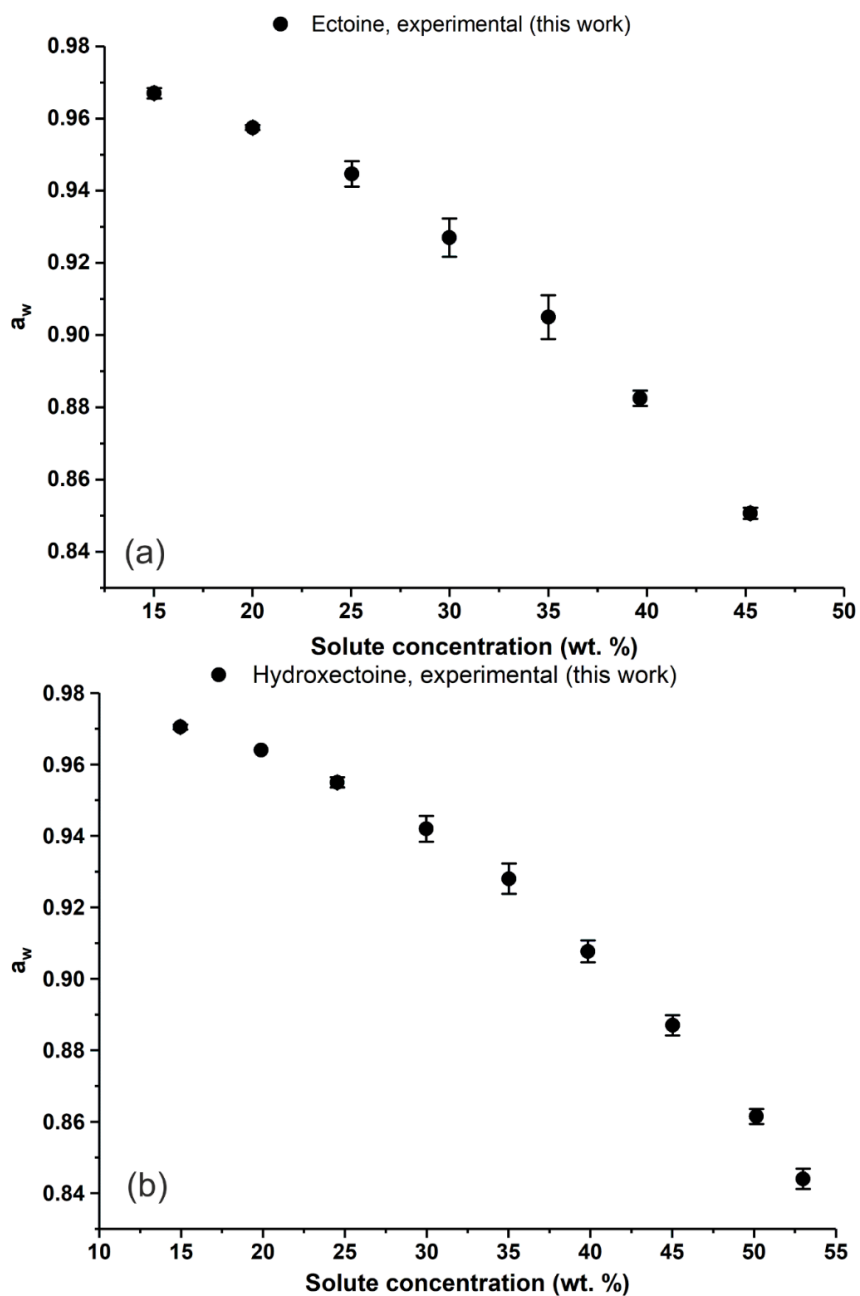 Ectoine, experimental (this work)
0.98
0.96
0.94
0.92
0.90
0.88
0.86
0.84
a_w
(a)
15 20 25 30 35 40 45 50
Solute concentration (wt. %)
Hydroxectoine, experimental (this work)
0.98
0.96
0.94
0.92
0.90
0.88
0.86
0.84
a_w
(b)
10 15 20 25 30 35 40 45 50 55
Solute concentration (wt. %)